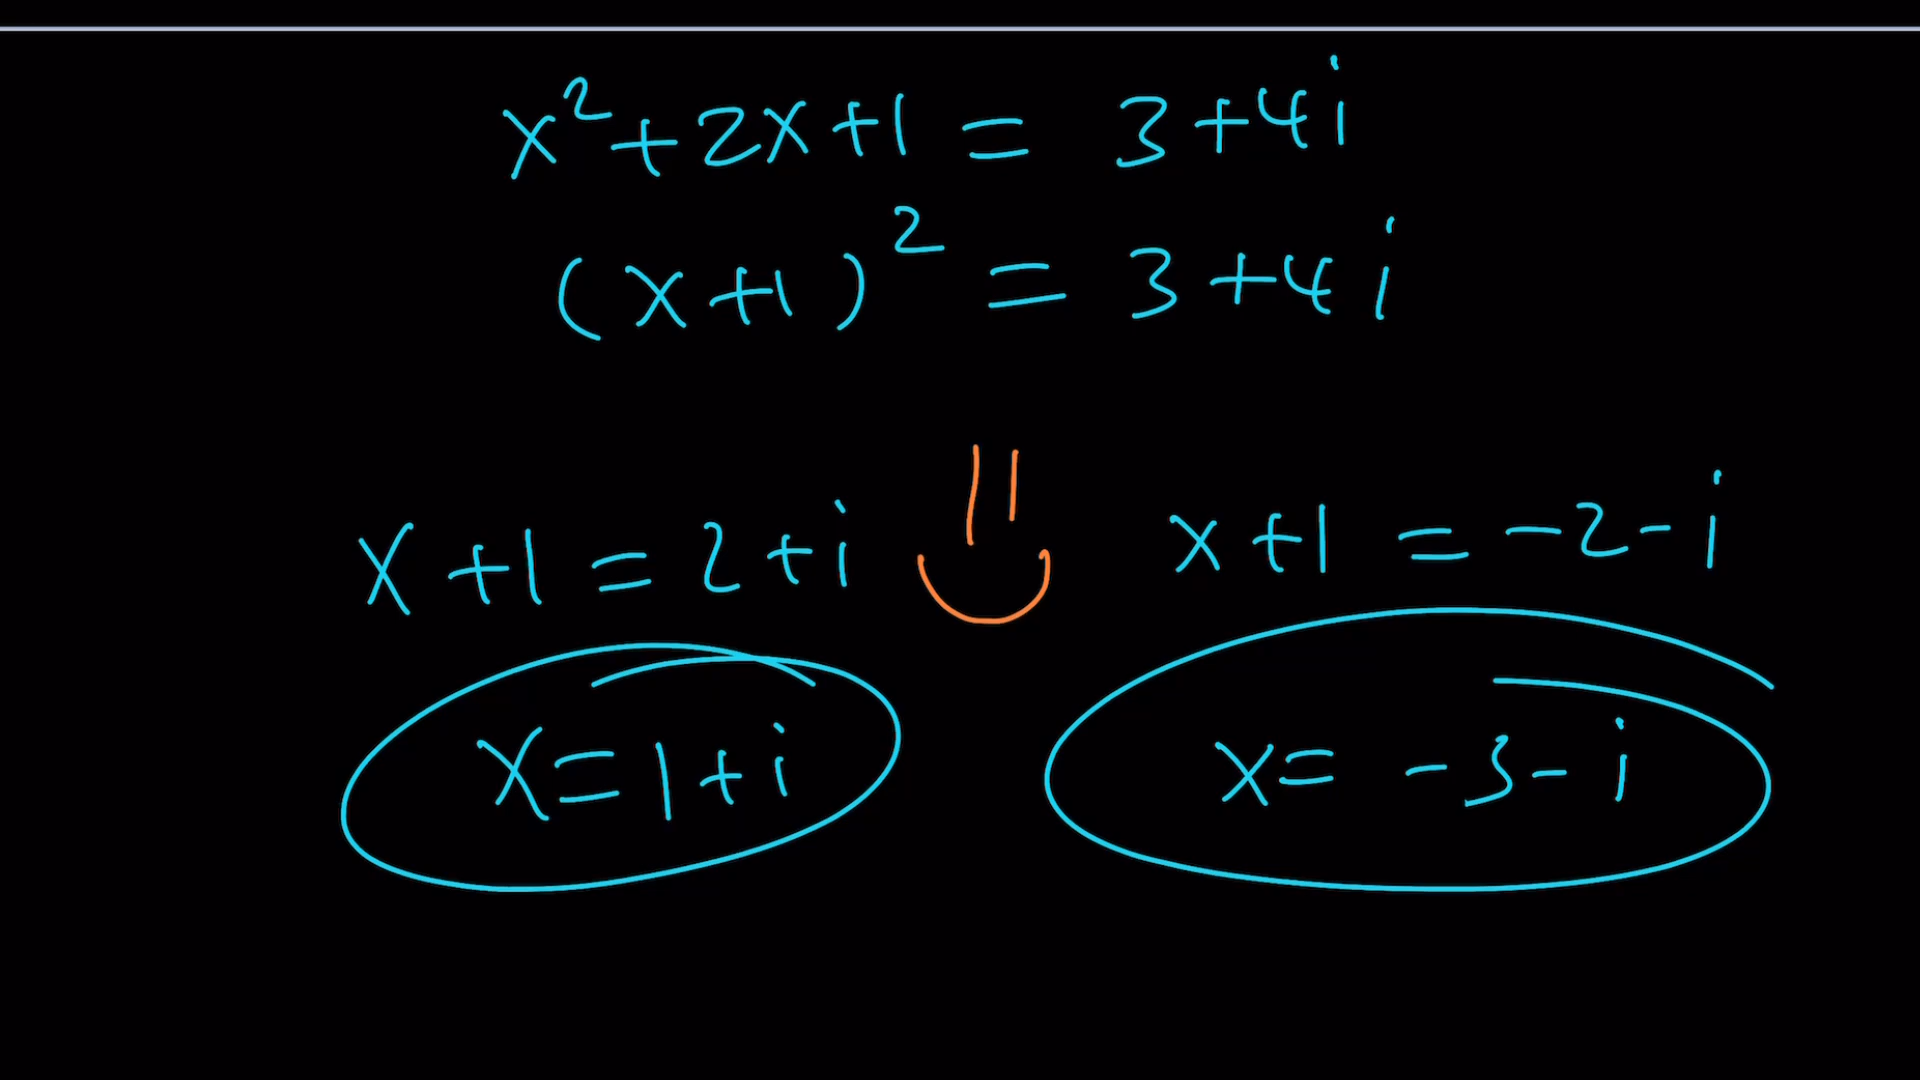 x²+2x+1 = 3+4i
(x+1)² = 3+4i
x+1=2+i
x+1 = -2-i
x=1+i
x= -3-i